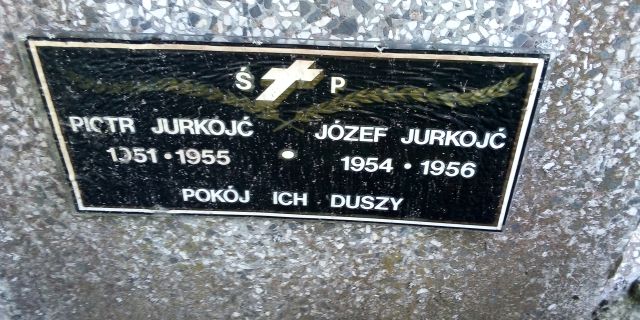 Ś P
PIOTR JURKOJĆ JÓZEF JURKOJĆ
1951 • 1955 • 1954 • 1956
POKÓJ ICH DUSZY